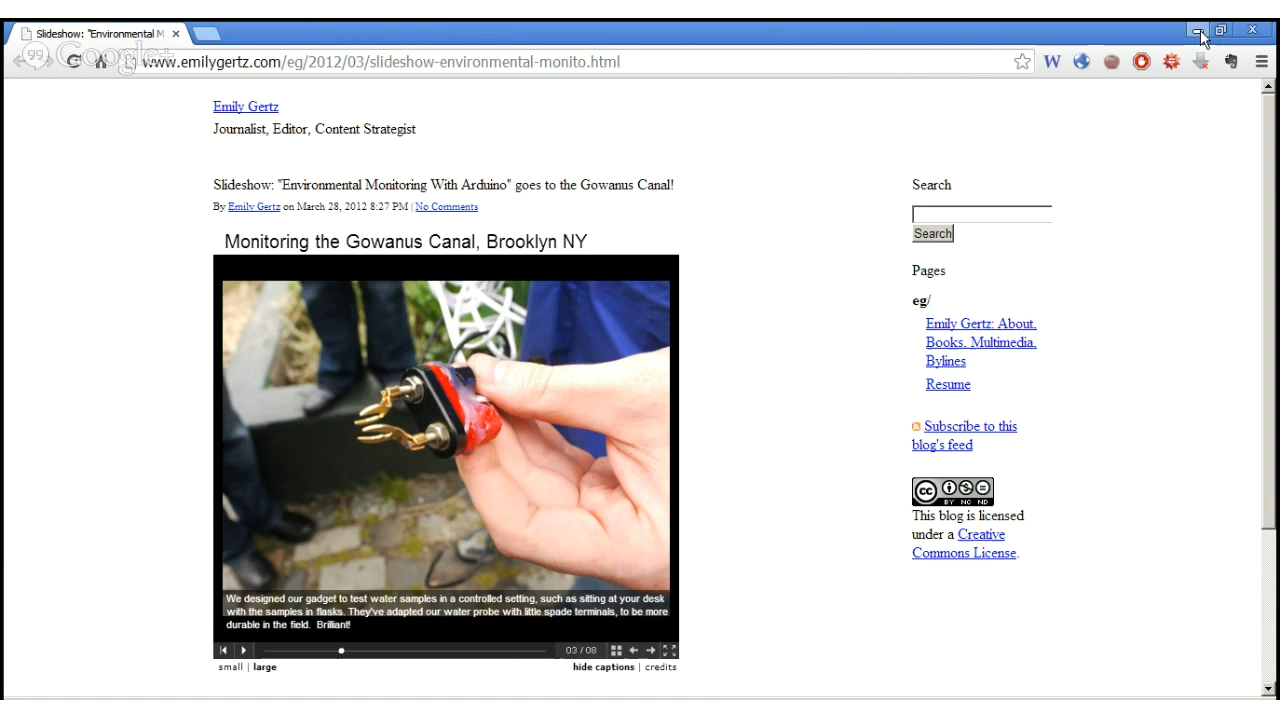 Slideshow: "Environmental M
99 Google+
www.emilygertz.com/eg/2012/03/slideshow-environmental-monito.html
W
Emily Gertz
Journalist, Editor, Content Strategist
Slideshow: "Environmental Monitoring With Arduino" goes to the Gowanus Canal!
By Emily Gertz on March 28, 2012 8:27 PM | No Comments
Monitoring the Gowanus Canal, Brooklyn NY
We designed our gadget to test water samples in a controlled setting, such as sitting at your desk
with the samples in flasks. They've adapted our water probe with little spade terminals, to be more
durable in the field. Brilliant!
03 / 08
small | large
hide captions | credits
Search
Search
Pages
eg/
Emily Gertz: About,
Books, Multimedia,
Bylines
Resume
Subscribe to this
blog's feed
cc
BY NC ND
This blog is licensed
under a Creative
Commons License.